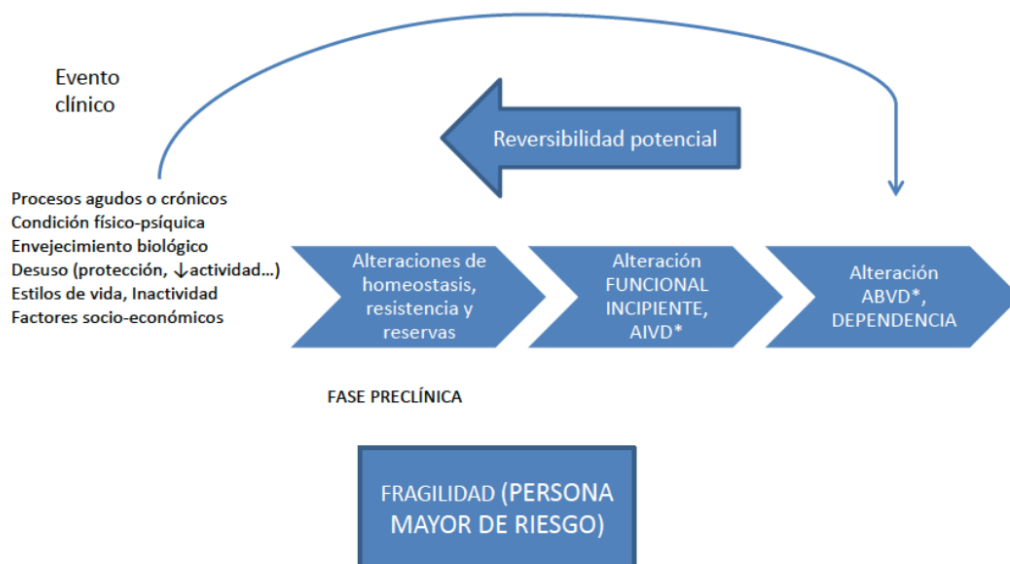 Evento
clínico
Reversibilidad potencial
Procesos agudos o crónicos
Condición físico-psíquica
Envejecimiento biológico
Desuso (protección, ↓actividad...)
Estilos de vida, Inactividad
Factores socio-económicos
Alteraciones de
homeostasis,
resistencia y
reservas
Alteración
FUNCIONAL
INCIPIENTE,
AIVD*
Alteración
ABVD*,
DEPENDENCIA
FASE PRECLÍNICA
FRAGILIDAD (PERSONA
MAYOR DE RIESGO)